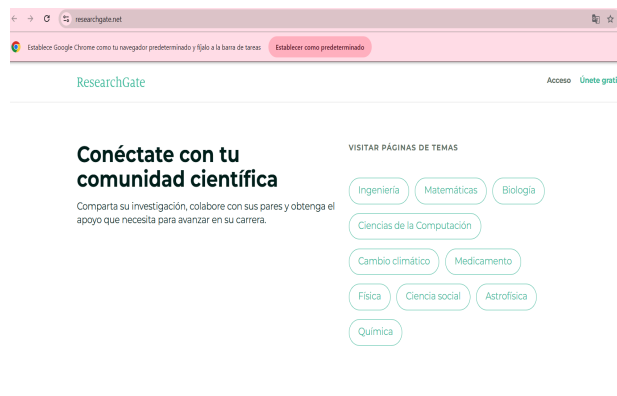 researchgate.net
Establece Google Chrome como tu navegador predeterminado y fíjalo a la barra de tareas Establecer como predeterminado
ResearchGate Acceso Únete grati
Conéctate con tu
comunidad científica
Comparta su investigación, colabore con sus pares y obtenga el
apoyo que necesita para avanzar en su carrera.
VISITAR PÁGINAS DE TEMAS
Ingeniería Matemáticas Biología
Ciencias de la Computación
Cambio climático Medicamento
Física Ciencia social Astrofísica
Química